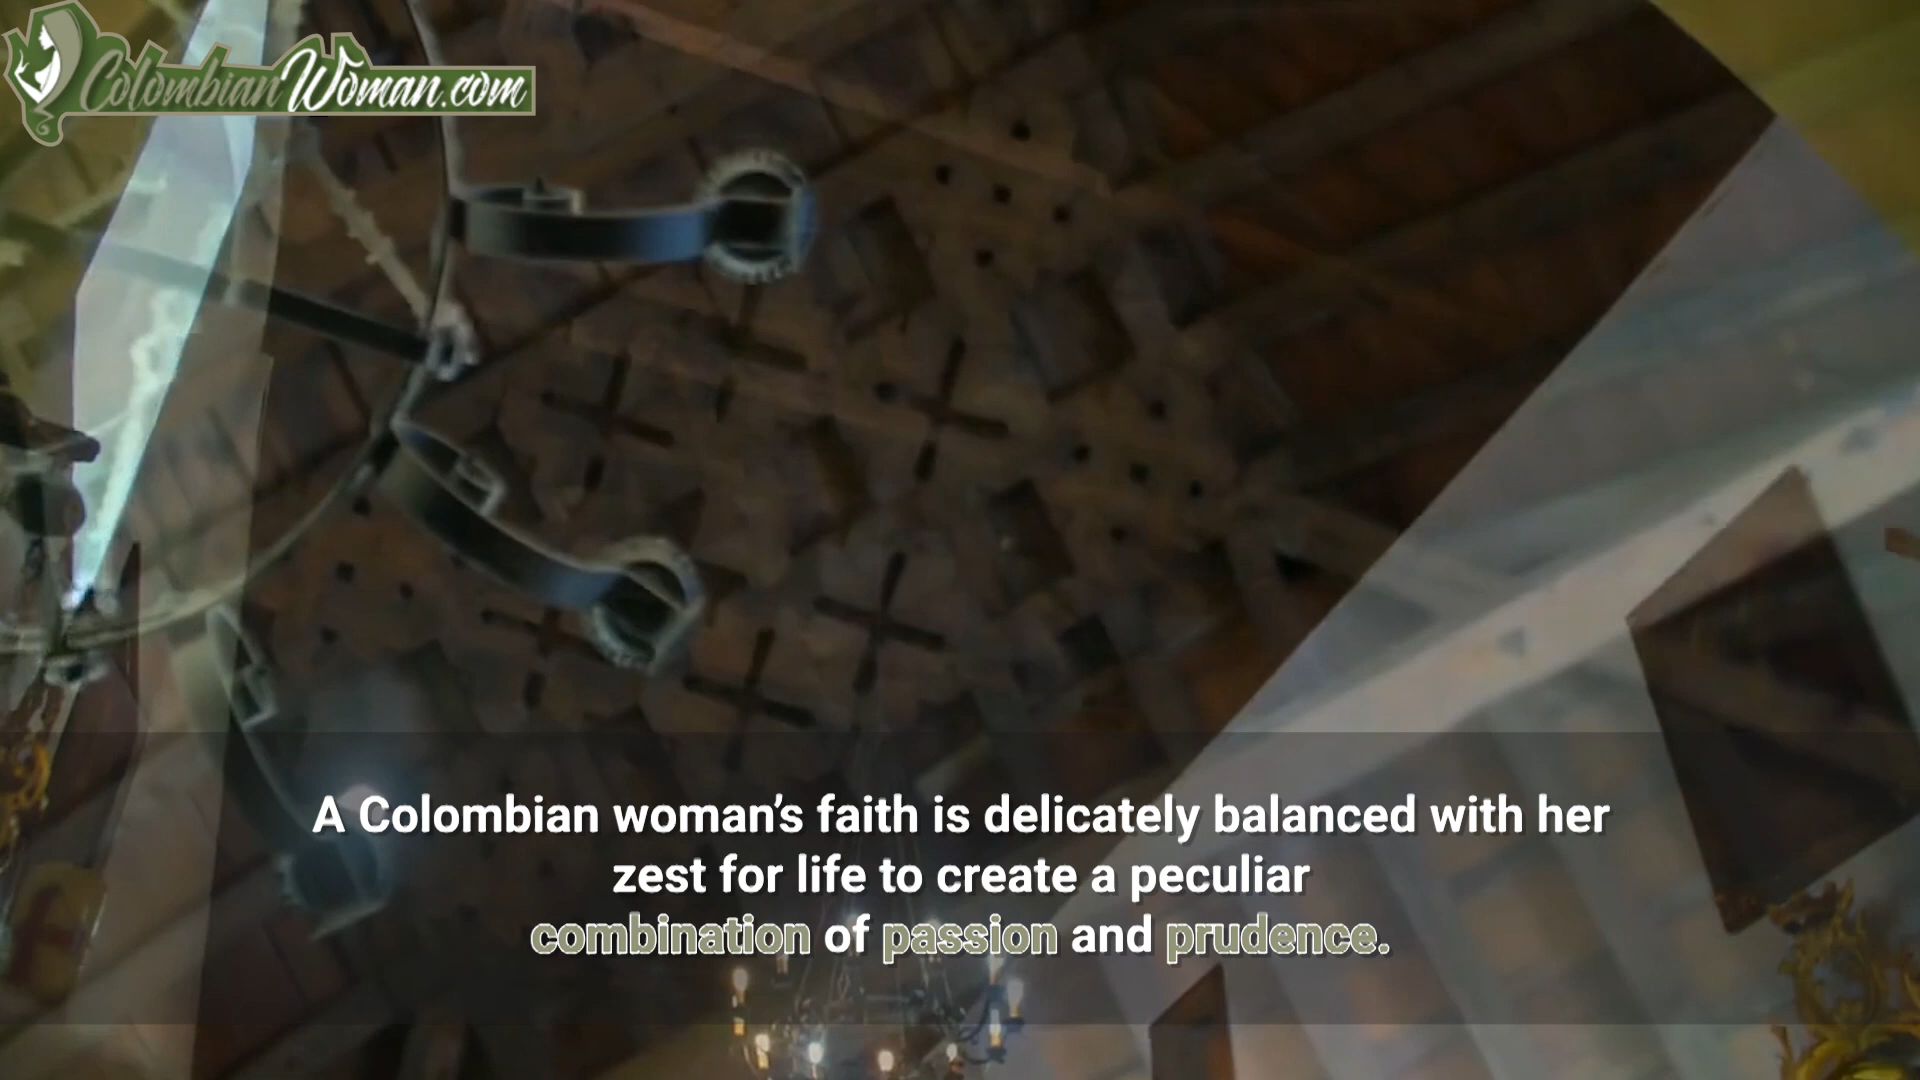 ColombianWoman.com
A Colombian woman’s faith is delicately balanced with her
zest for life to create a peculiar
combination of passion and prudence.